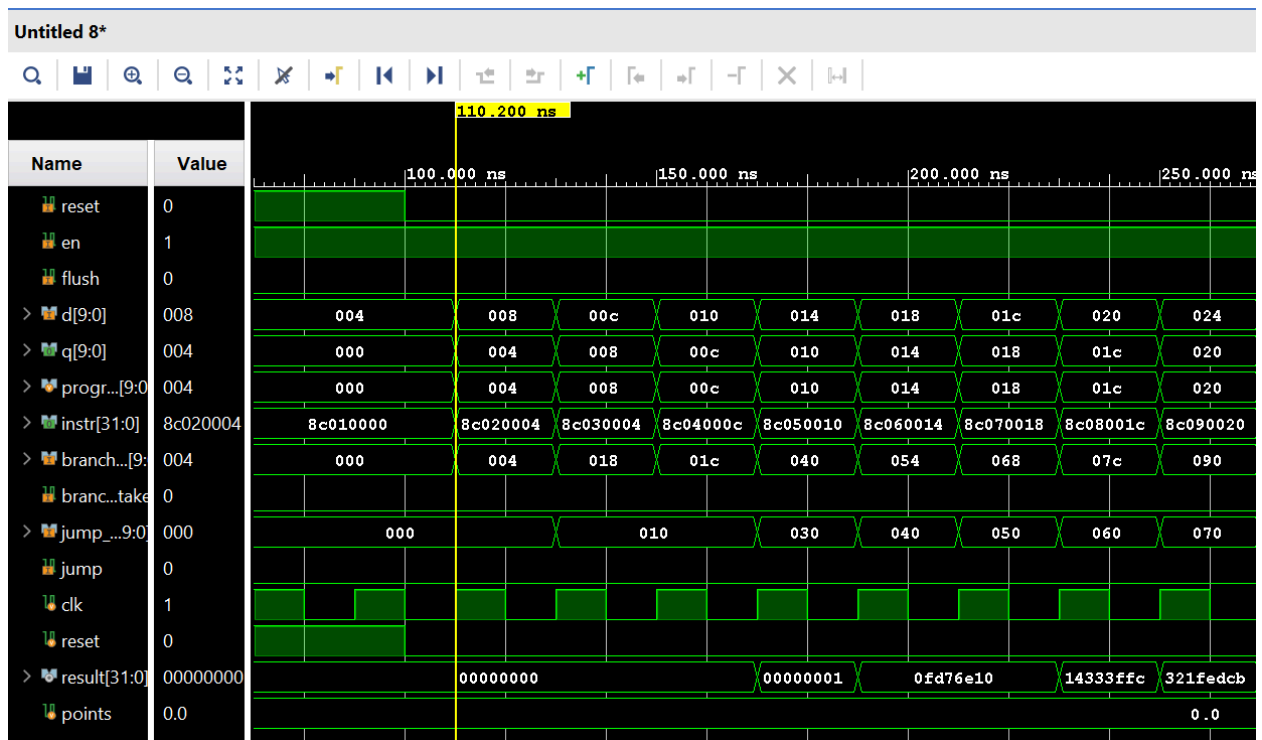 Untitled 8*
110.200 ns
Name Value 100.000 ns 150.000 ns 200.000 ns 250.000 ns
reset 0
en 1
flush 0
d[9:0] 008 004 008 00c 010 014 018 01c 020 024
q[9:0] 004 000 004 008 00c 010 014 018 01c 020
progr...[9:0 004 000 004 008 00c 010 014 018 01c 020
instr[31:0] 8c020004 8c010000 8c020004 8c030004 8c04000c 8c050010 8c060014 8c070018 8c08001c 8c090020
branch...[9: 004 000 004 018 01c 040 054 068 07c 090
branc...take 0
jump_...9:0] 000 000 010 030 040 050 060 070
jump 0
clk 1
reset 0
result[31:0] 00000000 00000000 00000001 0fd76e10 14333ffc 321fedcb
points 0.0 0.0